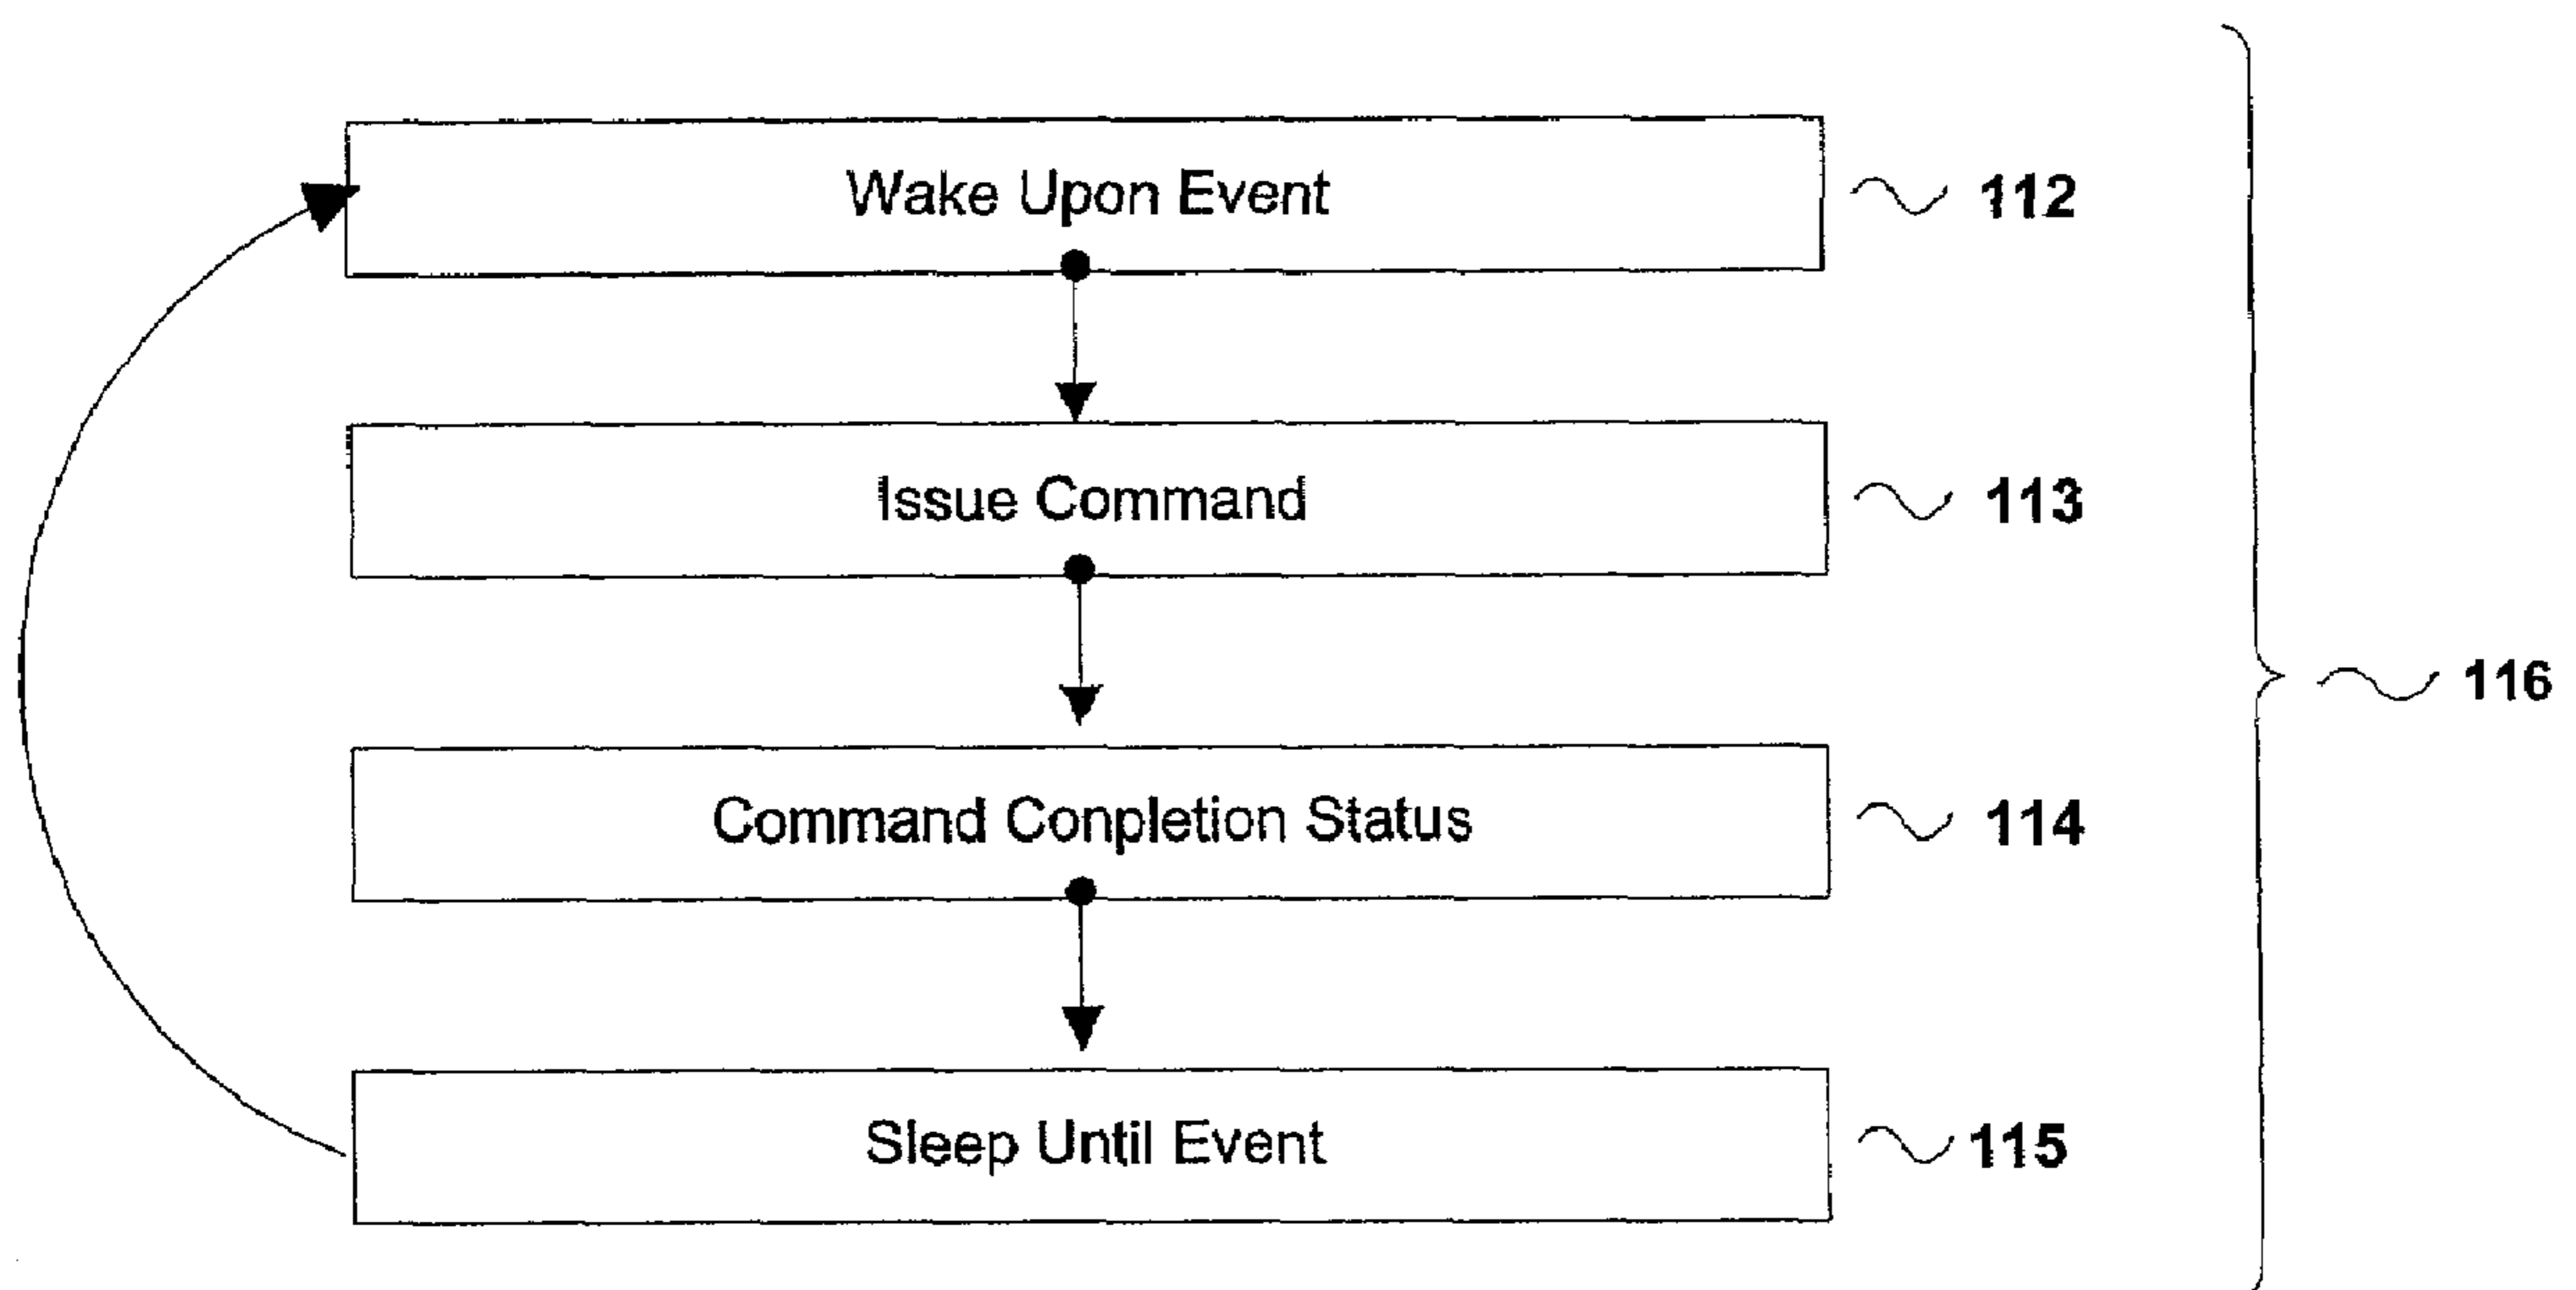 Wake Upon Event 112
Issue Command 113
116
Command Conpletion Status 114
Sleep Until Event 115